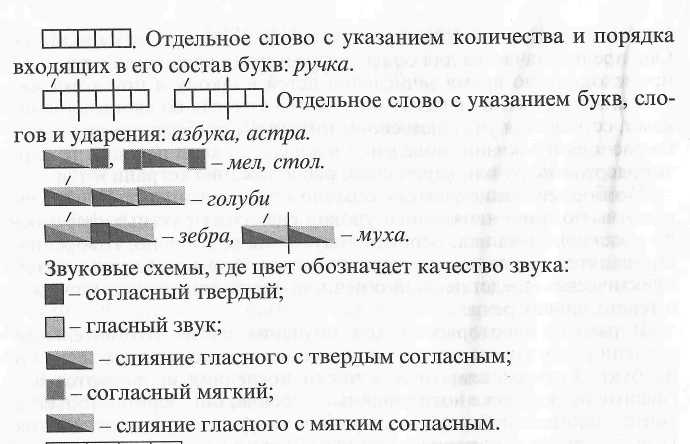 . Отдельное слово с указанием количества и порядка
входящих в его состав букв: ручка.
. Отдельное слово с указанием букв, сло-
гов и ударения: азбука, астра.
, – мел, стол.
– голуби
– зебра, – муха.
Звуковые схемы, где цвет обозначает качество звука:
– согласный твердый;
– гласный звук;
– слияние гласного с твердым согласным;
– согласный мягкий;
– слияние гласного с мягким согласным.